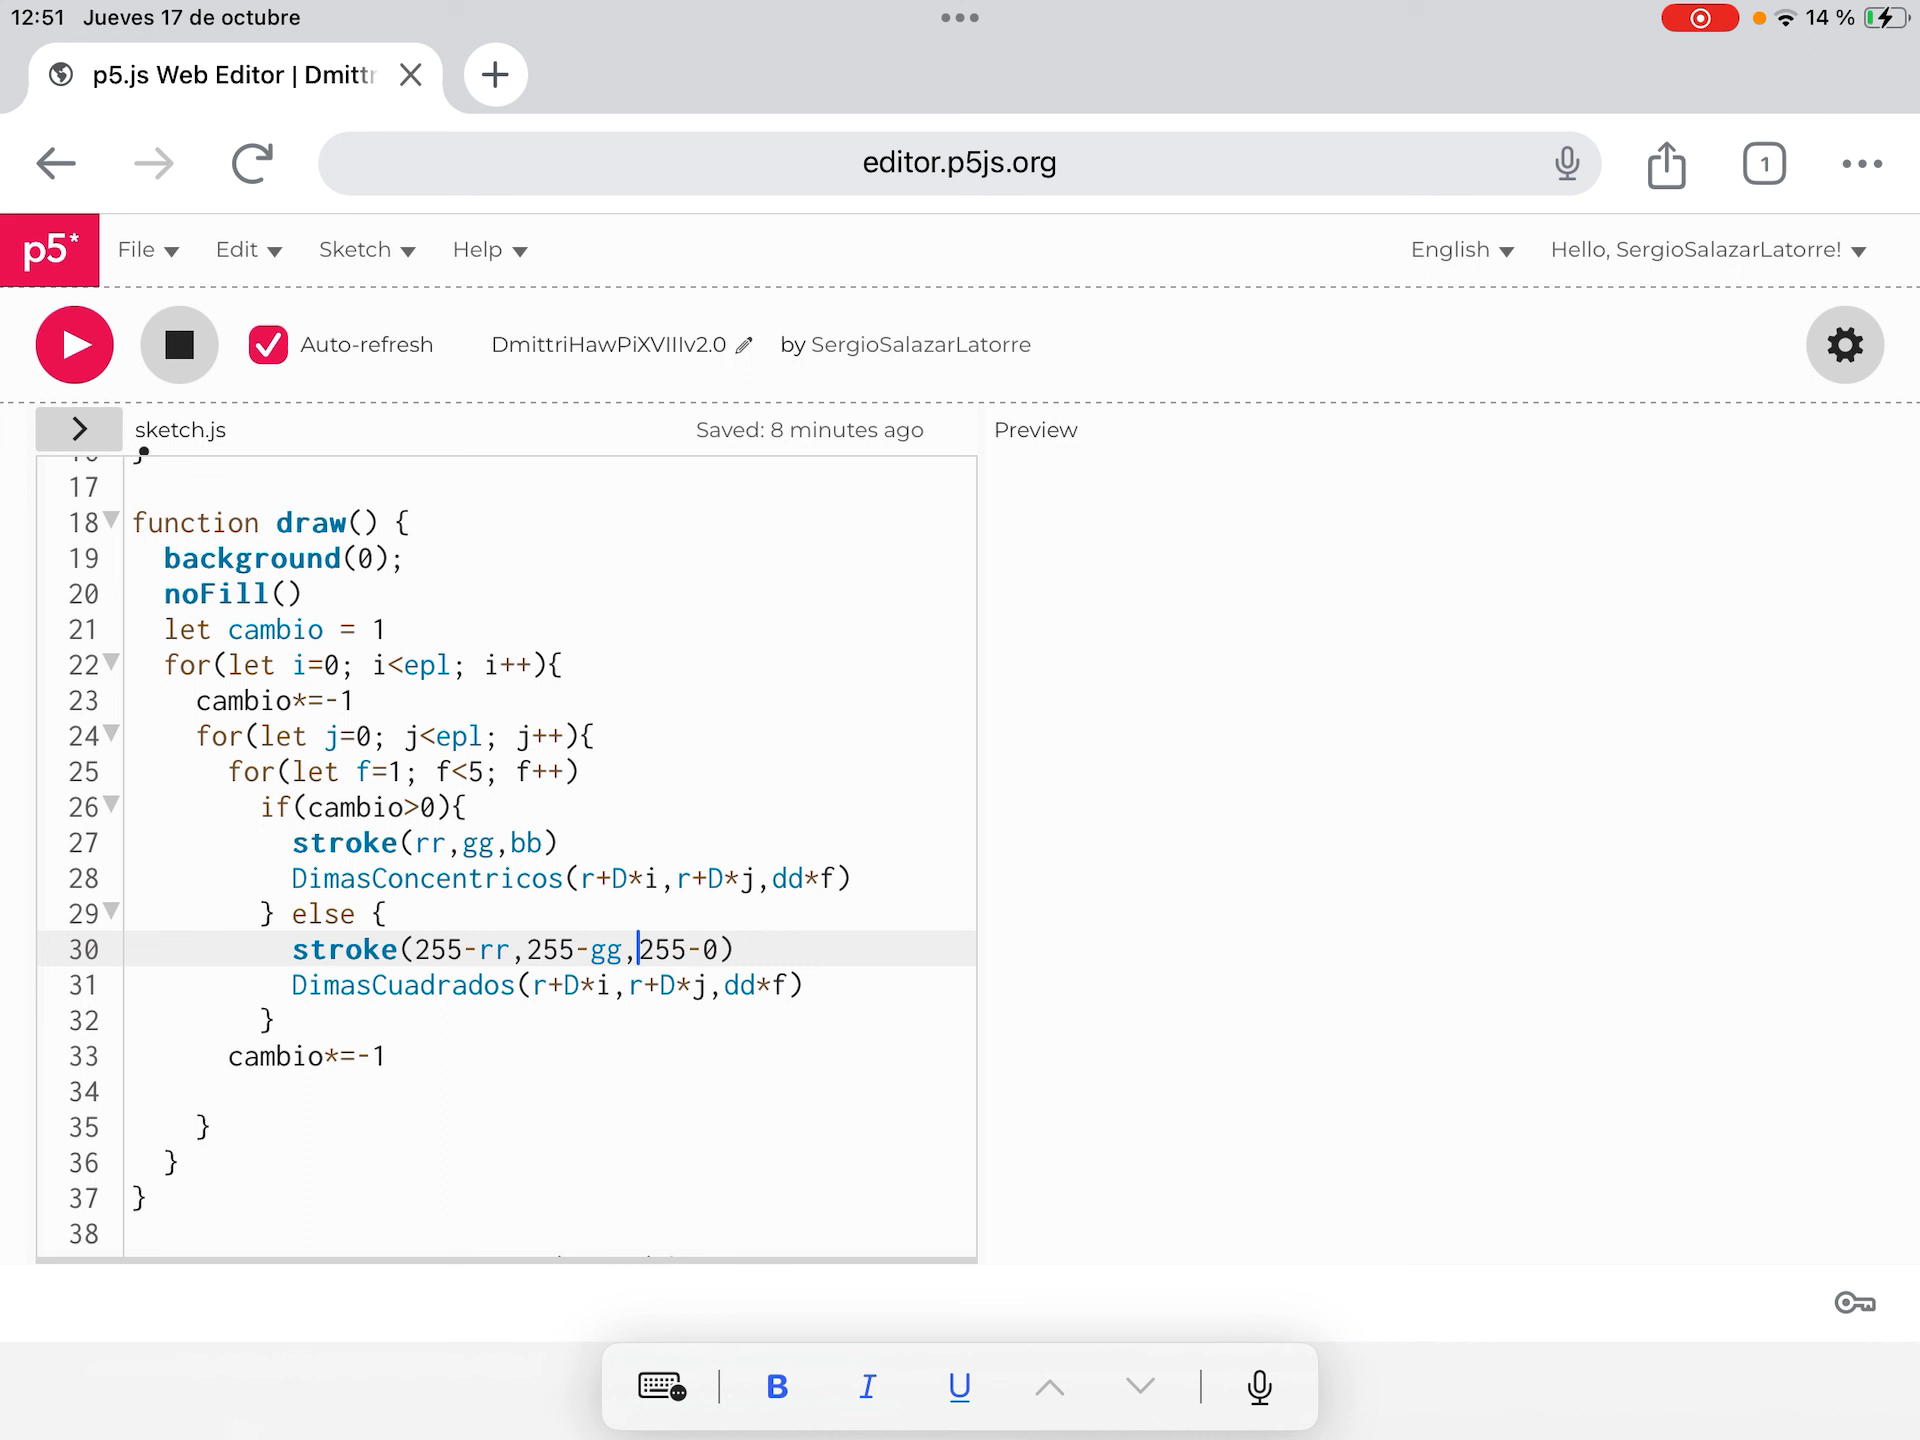 12:51 Jueves 17 de octubre
14 %
p5.js Web Editor | Dmittr
editor.p5js.org
1
p5*
File Edit Sketch Help
English Hello, SergioSalazarLatorre!
Auto-refresh DmittriHawPiXVIIIv2.0 by SergioSalazarLatorre
sketch.js Saved: 8 minutes ago Preview
}
17
18 function draw() {
19 background(0);
20 noFill()
21 let cambio = 1
22 for(let i=0; i<epl; i++){
23 cambio*=-1
24 for(let j=0; j<epl; j++){
25 for(let f=1; f<5; f++)
26 if(cambio>0){
27 stroke(rr,gg,bb)
28 DimasConcentricos(r+D*i,r+D*j,dd*f)
29 } else {
30 stroke(255-rr,255-gg,255-0)
31 DimasCuadrados(r+D*i,r+D*j,dd*f)
32 }
33 cambio*=-1
34
35 }
36 }
37 }
38
B I U